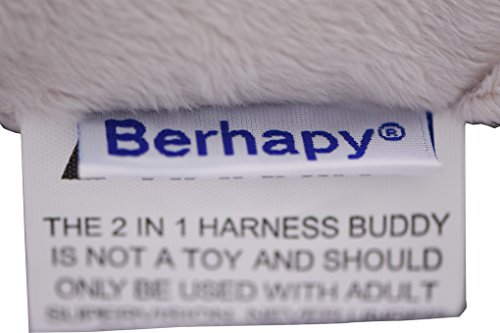 Berhapy®
THE 2 IN 1 HARNESS BUDDY
IS NOT A TOY AND SHOULD
ONLY BE USED WITH ADULT